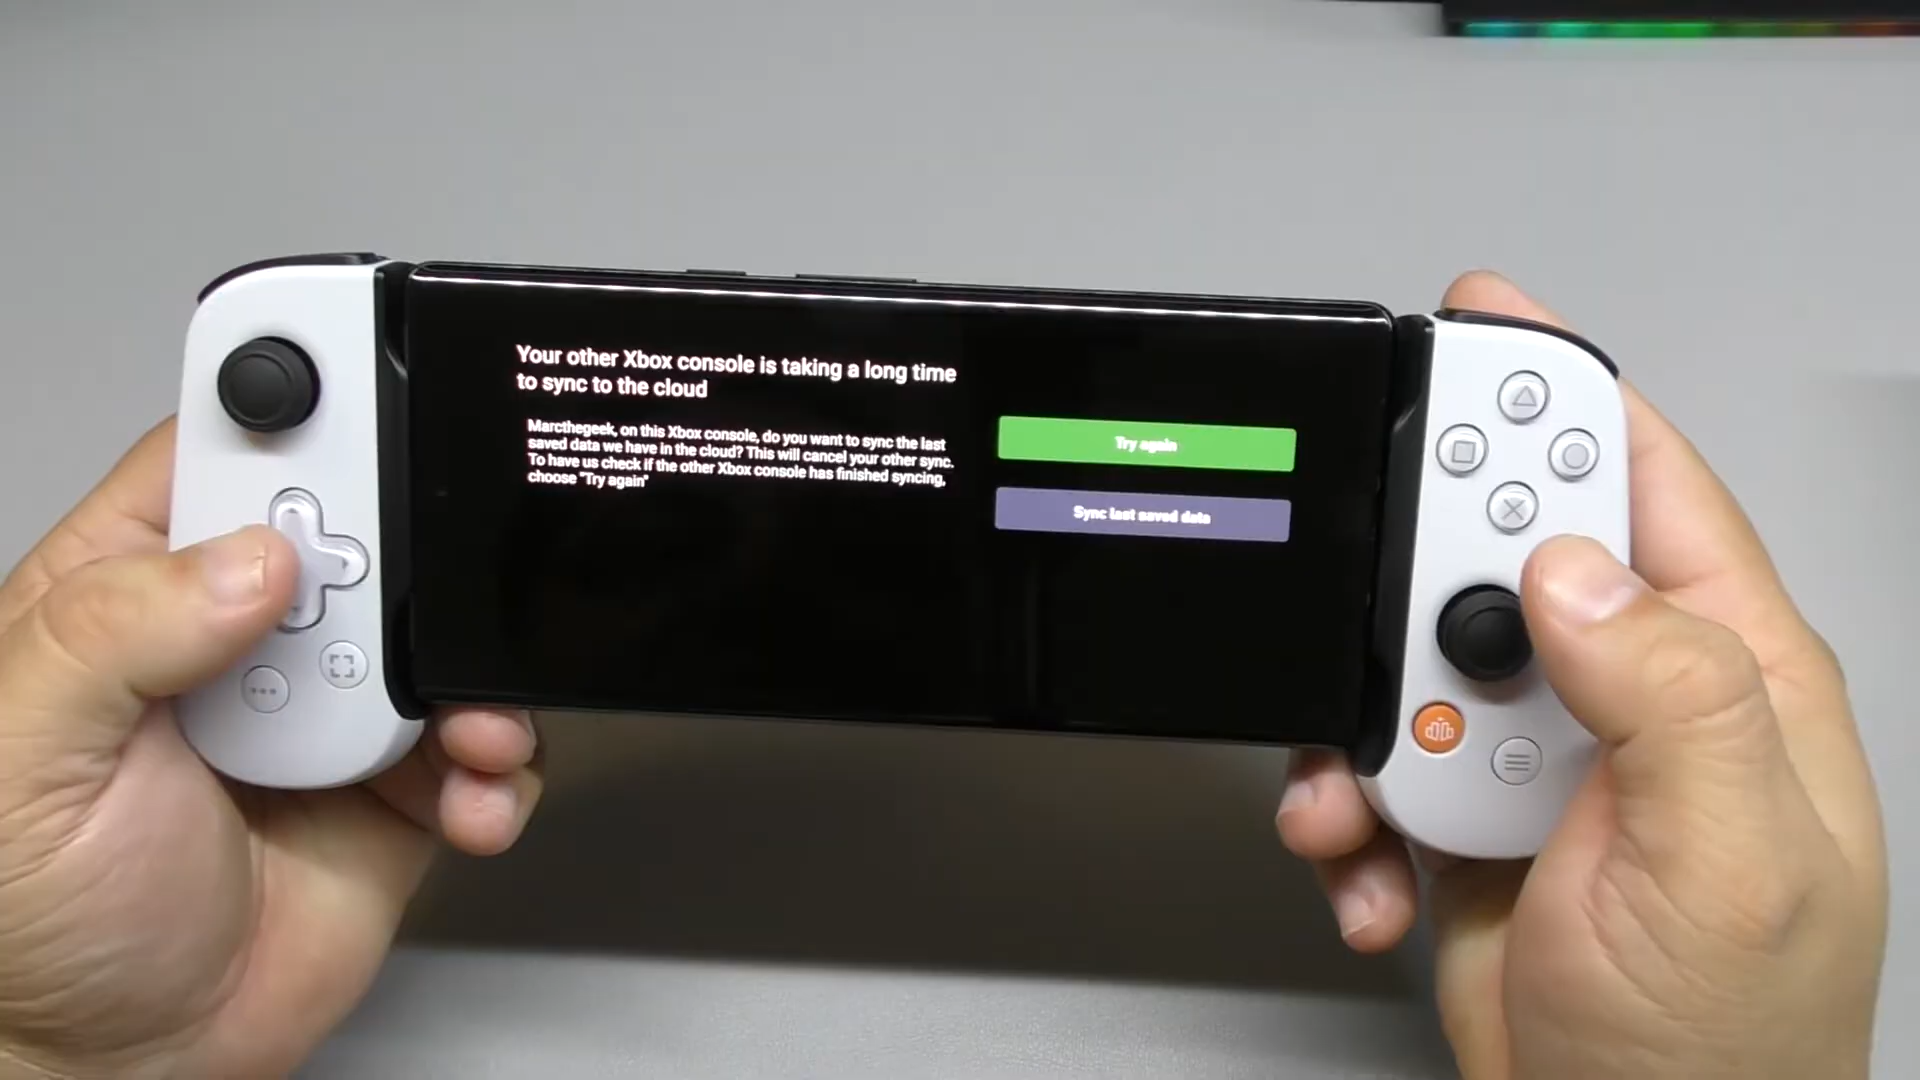 Your other Xbox console is taking a long time
to sync to the cloud
Marcthegeek, on this Xbox console, do you want to sync the last
saved data we have in the cloud? This will cancel your other sync.
To have us check if the other Xbox console has finished syncing,
choose "Try again"
Try again
Sync last saved data